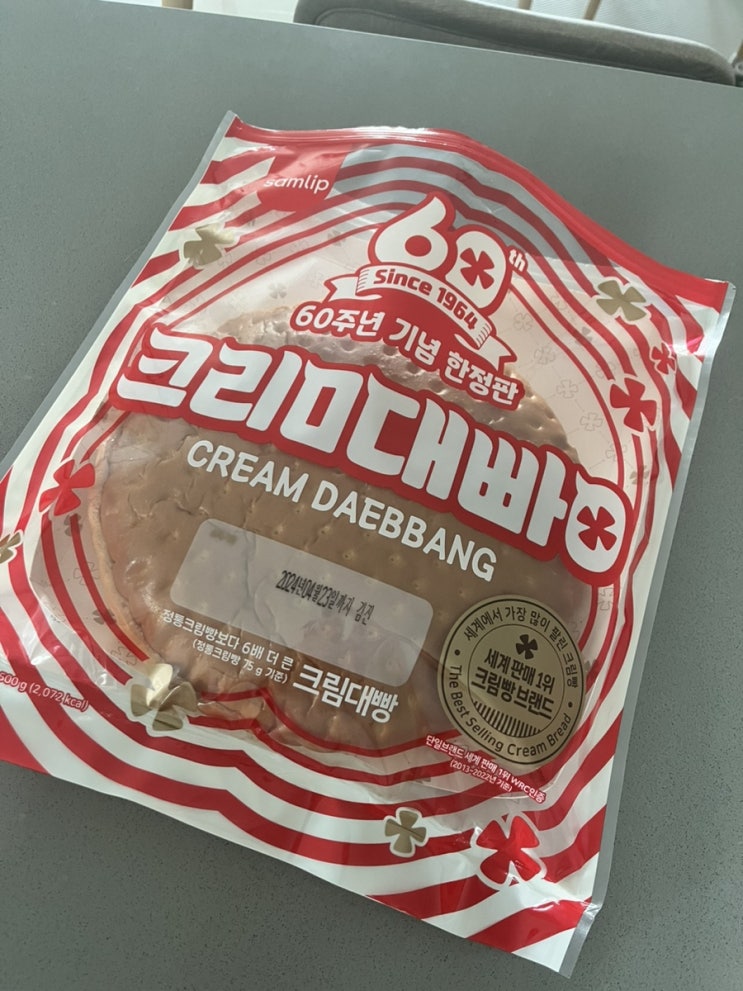 samlip
60th
Since 1964
60주년 기념 한정판
크림대빵
CREAM DAEBBANG
2024년04월23일까지 김진
정통크림빵보다 6배 더 큰
(정통크림빵 75 g 기준)
크림대빵
500 g (2,072 kcal)
세계에서 가장 많이 팔린 크림빵
세계 판매 1위
크림빵브랜드
The Best Selling Cream Bread
단일브랜드 세계 판매 1위 WRC인증
(2013-2022년 기준)